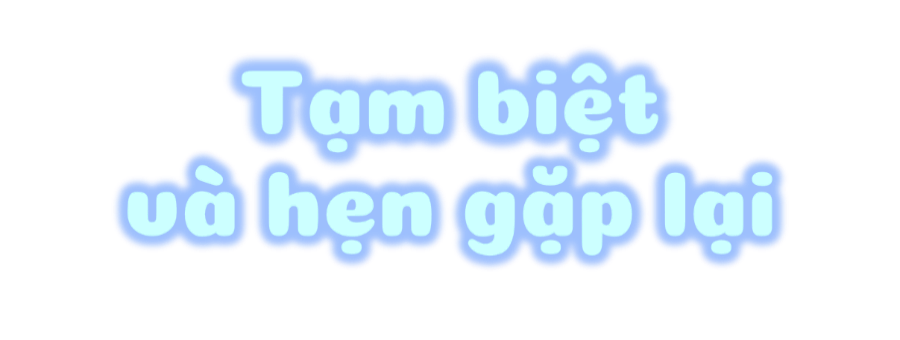 Tạm biệt
và hẹn gặp lại